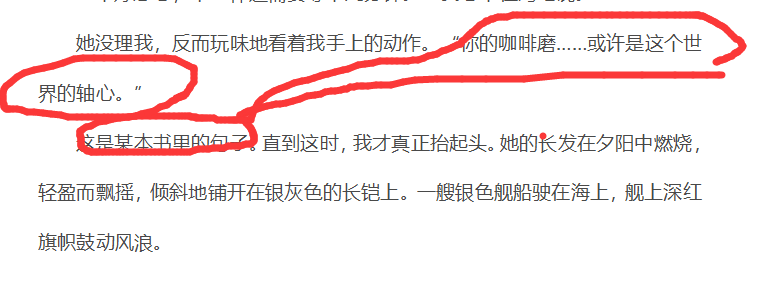 她没理我，反而玩味地看着我手上的动作。“你的咖啡磨……或许是这个世
界的轴心。“
这是某本书里的句子。直到这时，我才真正抬起头。她的长发在夕阳中燃烧，
轻盈而飘摇，倾斜地铺开在银灰色的长铠上。一艘银色舰船驶在海上，舰上深红
旗帜鼓动风浪。